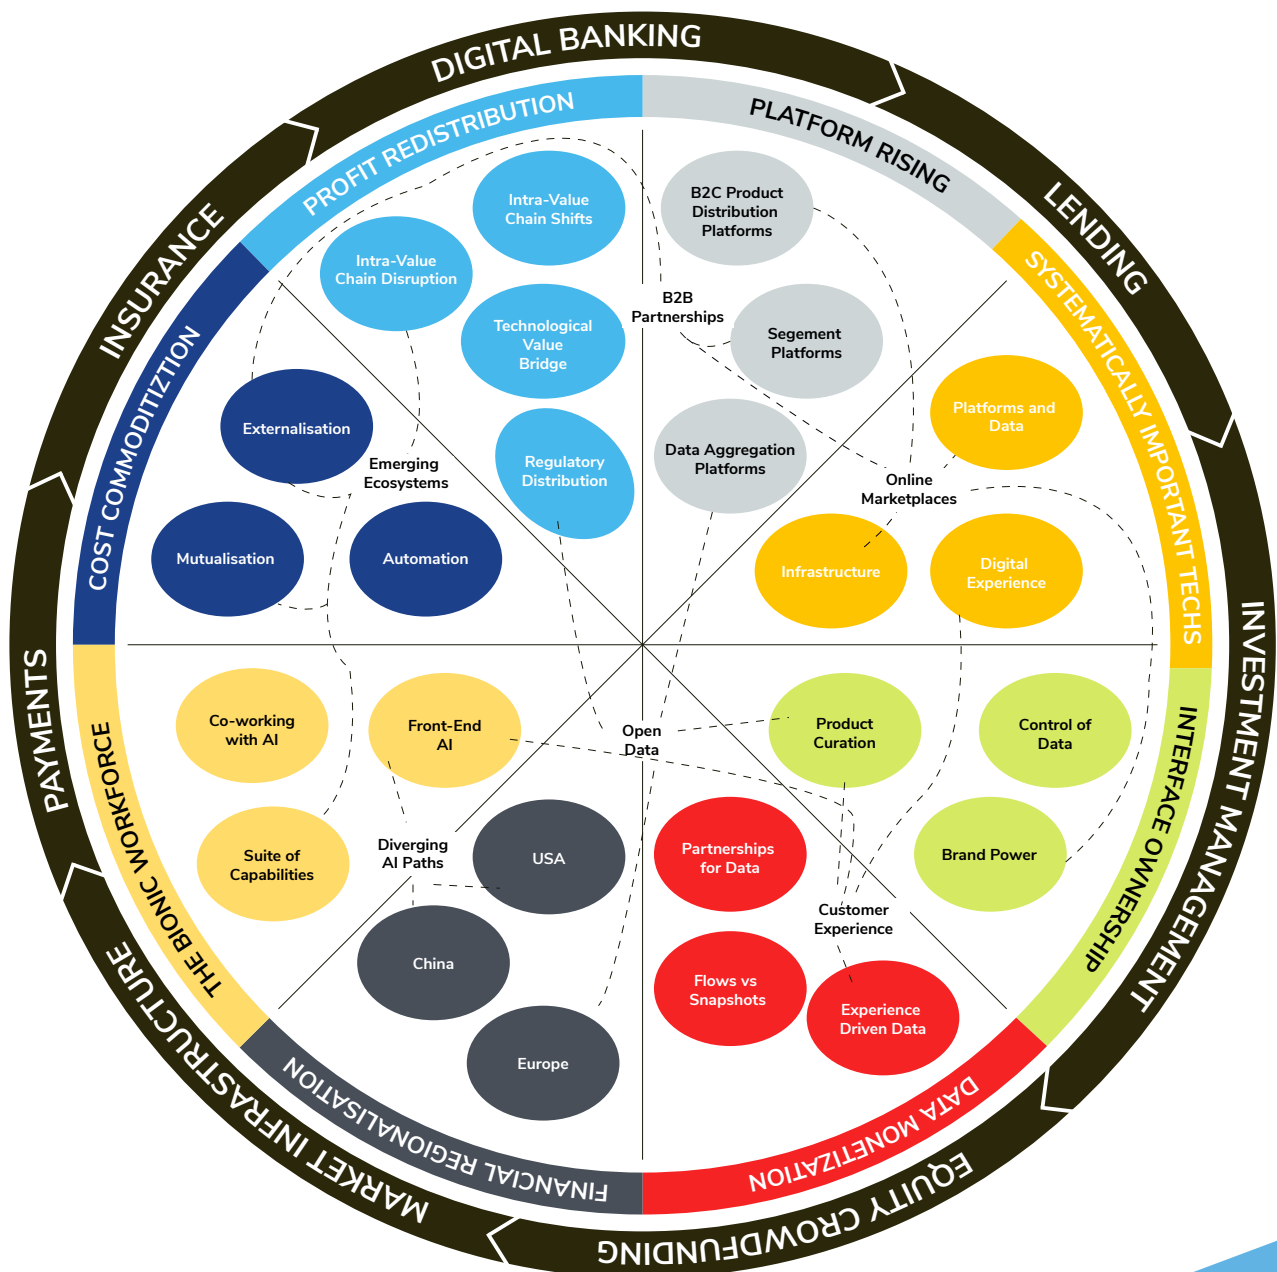 DIGITAL BANKING
LENDING
INVESTMENT MANAGEMENT
EQUITY CROWDFUNDING
MARKET INFRASTRUCTURE
PAYMENTS
INSURANCE
PROFIT REDISTRIBUTION
PLATFORM RISING
SYSTEMATICALLY IMPORTANT TECHS
INTERFACE OWNERSHIP
DATA MONETIZATION
FINANCIAL REGIONALISATION
THE BIONIC WORKFORCE
COST COMMODITIZTION
Intra-Value
Chain Shifts
Intra-Value
Chain Disruption
Technological
Value
Bridge
Regulatory
Distribution
B2C Product
Distribution
Platforms
B2B
Partnerships
Segement
Platforms
Data Aggregation
Platforms
Platforms and
Data
Online
Marketplaces
Infrastructure
Digital
Experience
Externalisation
Emerging
Ecosystems
Mutualisation
Automation
Co-working
with AI
Front-End
AI
Suite of
Capabilities
Diverging
AI Paths
USA
China
Europe
Open
Data
Product
Curation
Control of
Data
Brand Power
Partnerships
for Data
Customer
Experience
Flows vs
Snapshots
Experience
Driven Data